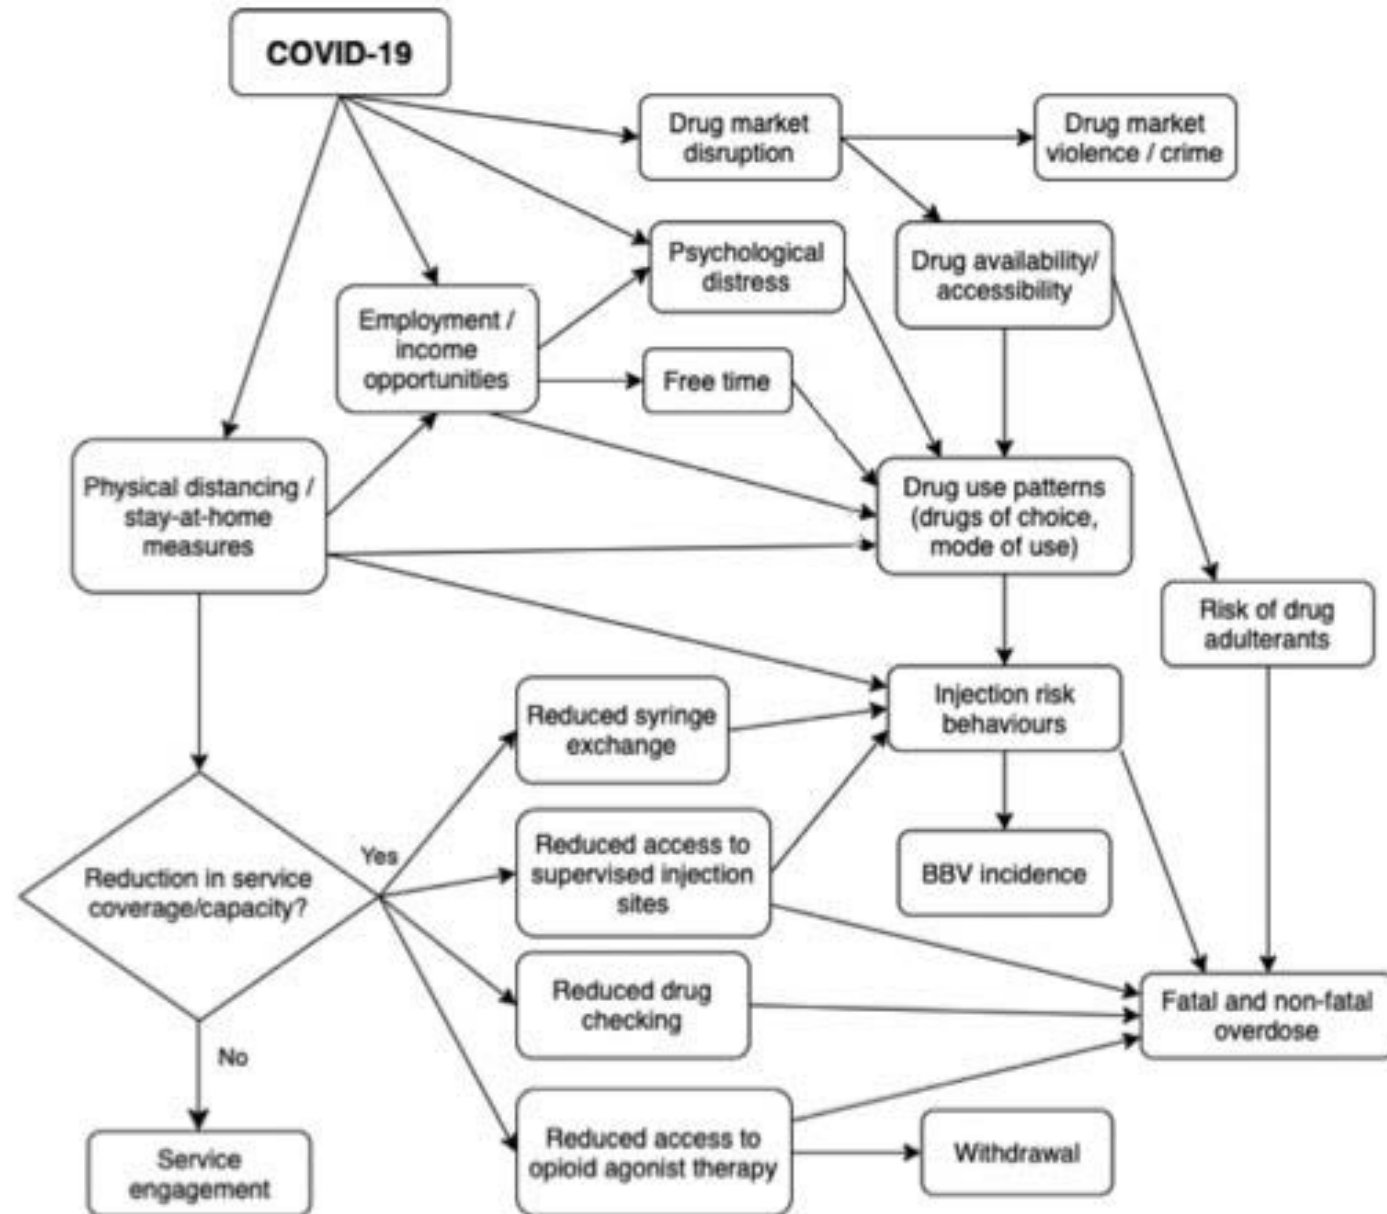 COVID-19
Drug market
disruption
Drug market
violence / crime
Psychological
distress
Drug availability/
accessibility
Employment /
income
opportunities
Free time
Physical distancing /
stay-at-home
measures
Drug use patterns
(drugs of choice,
mode of use)
Risk of drug
adulterants
Reduced syringe
exchange
Injection risk
behaviours
Reduction in service
coverage/capacity?
Yes
Reduced access to
supervised injection
sites
BBV incidence
Reduced drug
checking
Fatal and non-fatal
overdose
No
Service
engagement
Reduced access to
opioid agonist therapy
Withdrawal